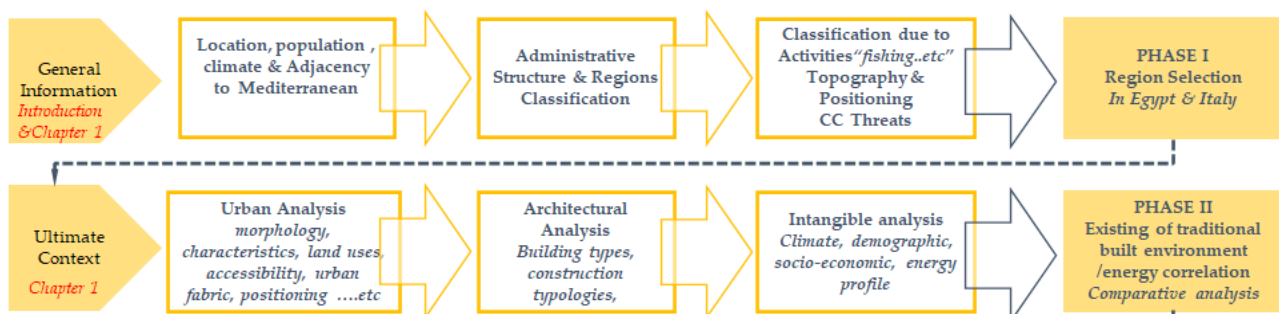 General
Information
Introduction
&Chapter 1
Location, population ,
climate & Adjacency
to Mediterranean
Administrative
Structure & Regions
Classification
Classification due to
Activities“fishing..etc”
Topography &
Positioning
CC Threats
PHASE I
Region Selection
In Egypt & Italy
Ultimate
Context
Chapter 1
Urban Analysis
morphology,
characteristics, land uses,
accessibility, urban
fabric, positioning ….etc
Architectural
Analysis
Building types,
construction
typologies,
Intangible analysis
Climate, demographic,
socio-economic, energy
profile
PHASE II
Existing of traditional
built environment
/energy correlation
Comparative analysis